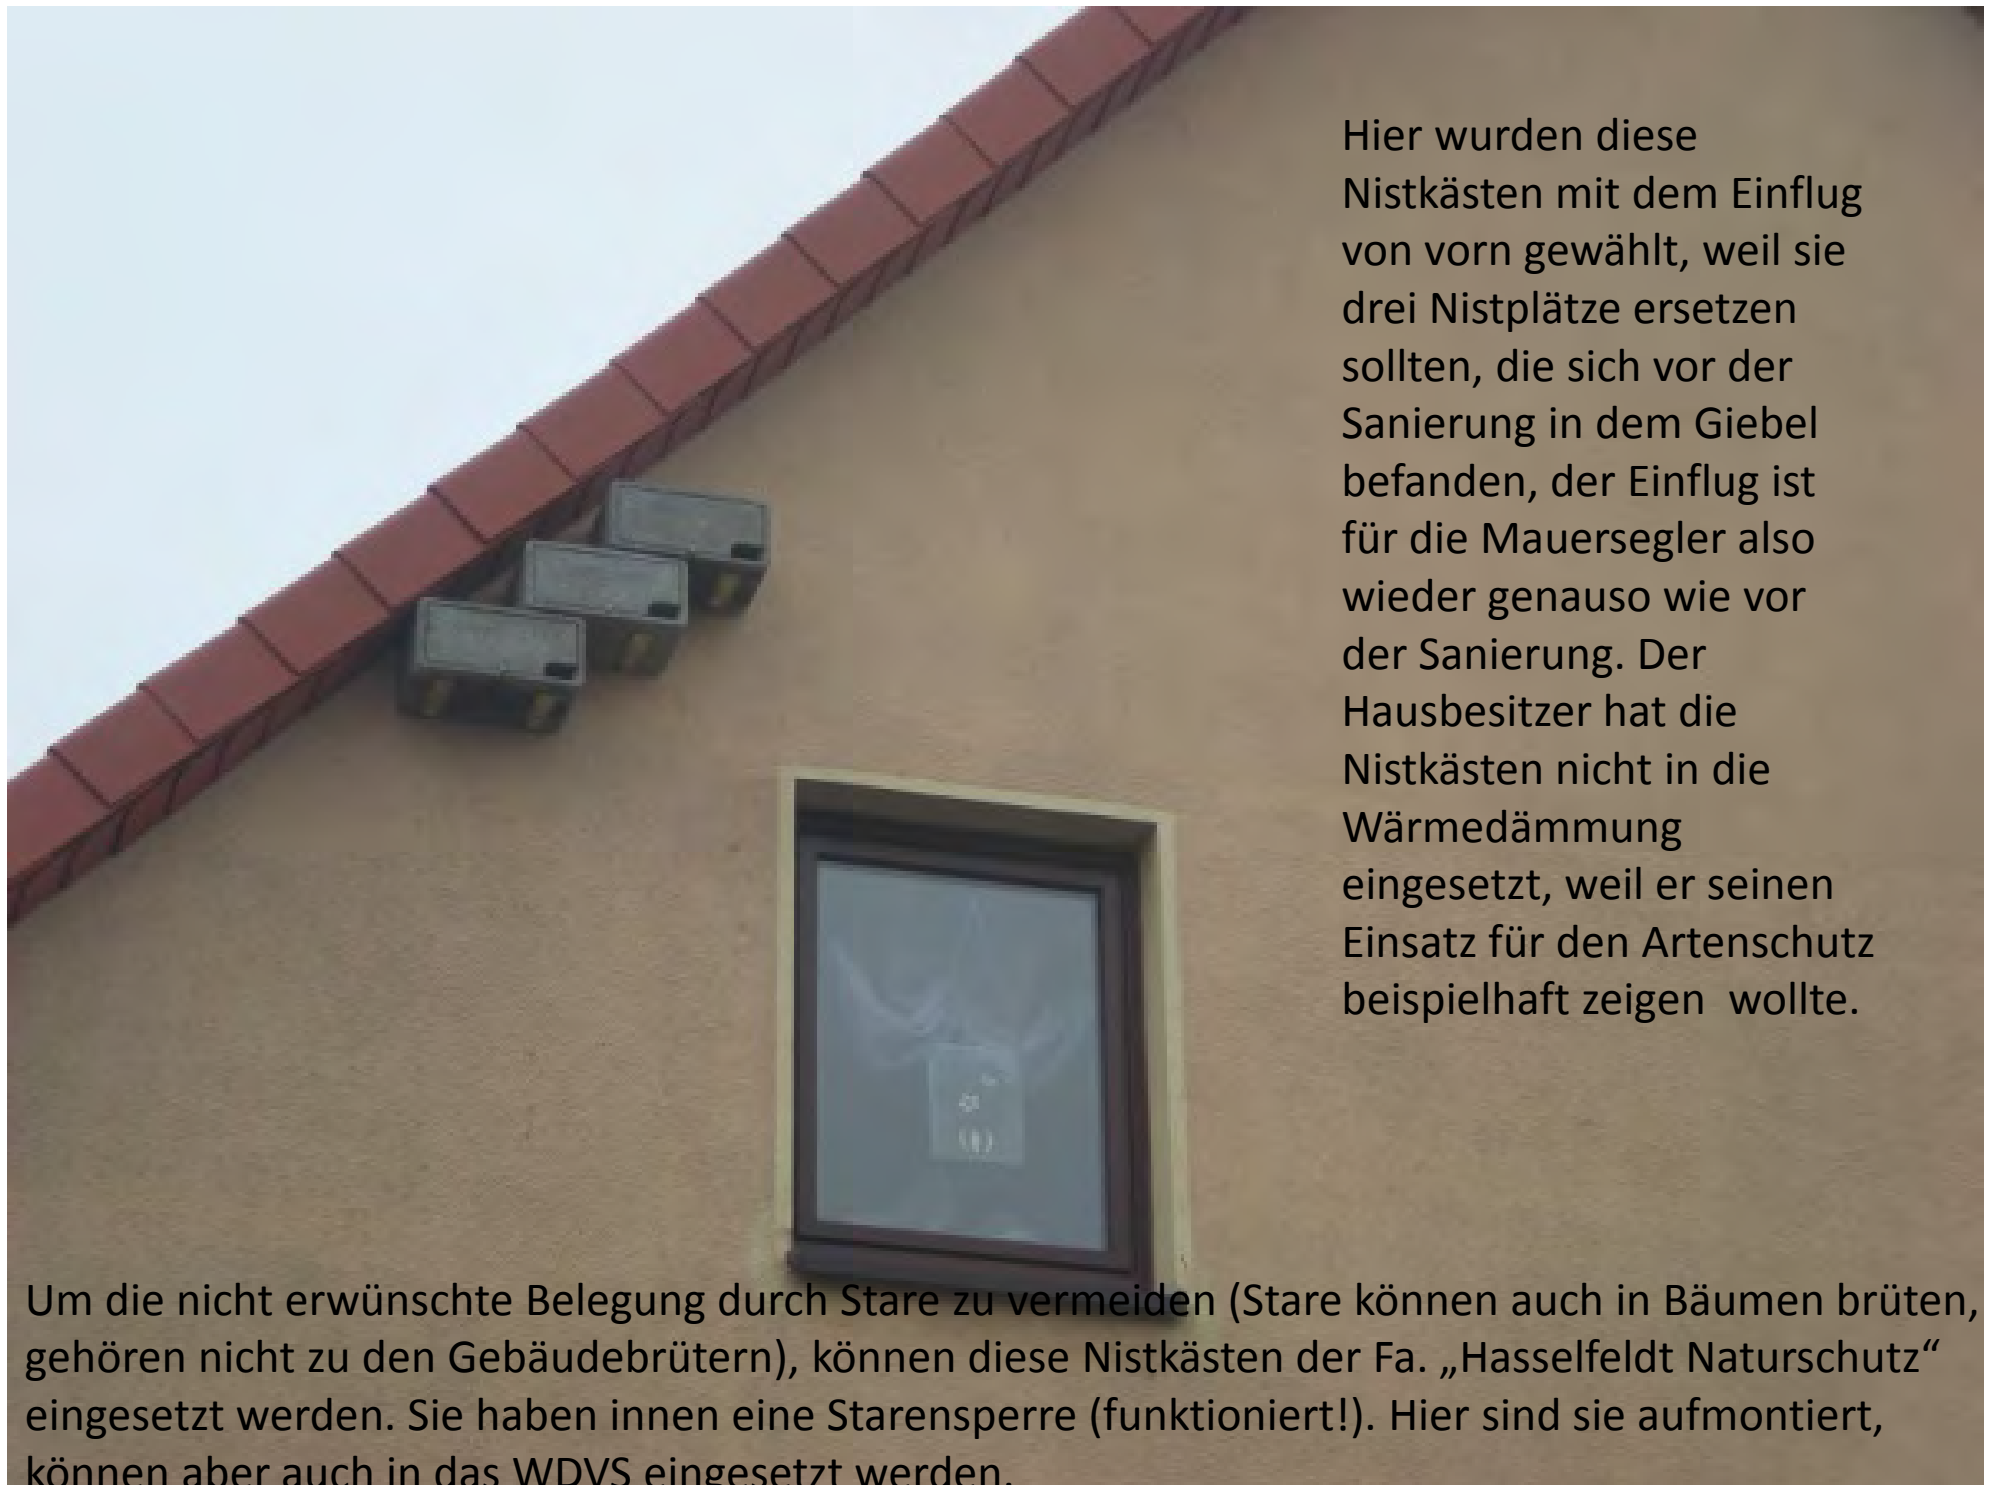 Hier wurden diese
Nistkästen mit dem Einflug
von vorn gewählt, weil sie
drei Nistplätze ersetzen
sollten, die sich vor der
Sanierung in dem Giebel
befanden, der Einflug ist
für die Mauersegler also
wieder genauso wie vor
der Sanierung. Der
Hausbesitzer hat die
Nistkästen nicht in die
Wärmedämmung
eingesetzt, weil er seinen
Einsatz für den Artenschutz
beispielhaft zeigen  wollte.
Um die nicht erwünschte Belegung durch Stare zu vermeiden (Stare können auch in Bäumen brüten,
gehören nicht zu den Gebäudebrütern), können diese Nistkästen der Fa. „Hasselfeldt Naturschutz“
eingesetzt werden. Sie haben innen eine Starensperre (funktioniert!). Hier sind sie aufmontiert,
können aber auch in das WDVS eingesetzt werden.